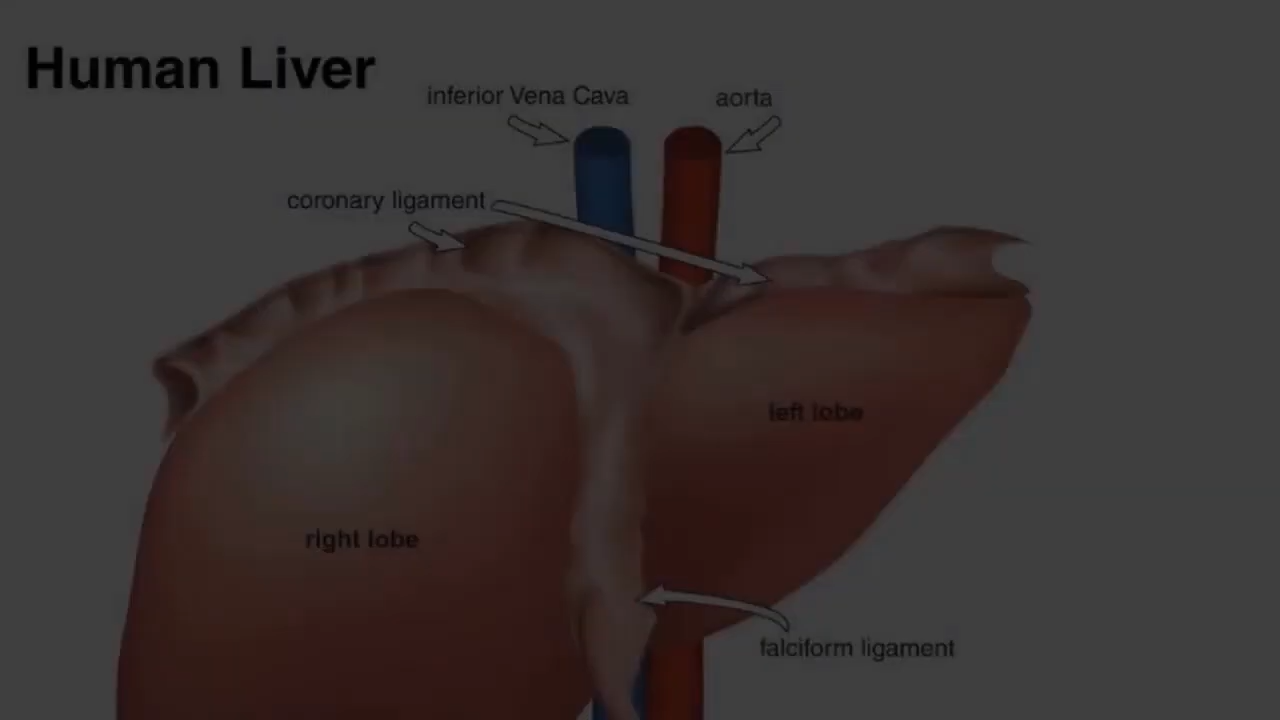 Human Liver
inferior Vena Cava
aorta
coronary ligament
left lobe
right lobe
falciform ligament